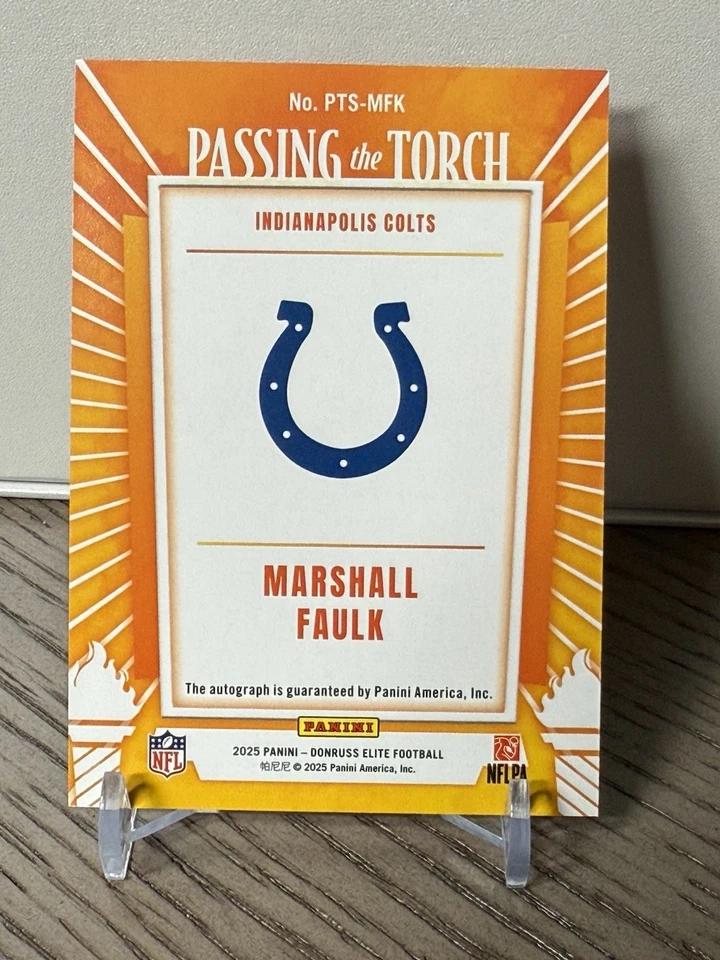 No. PTS-MFK
PASSING the TORCH
INDIANAPOLIS COLTS
MARSHALL
FAULK
The autograph is guaranteed by Panini America, Inc.
PANINI
2025 PANINI – DONRUSS ELITE FOOTBALL
帕尼尼 © 2025 Panini America, Inc.
NFL
NFLPA